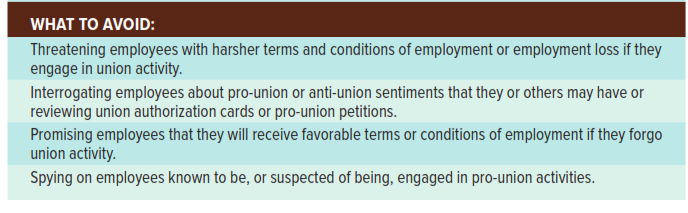 WHAT TO AVOID:
Threatening employees with harsher terms and conditions of employment or employment loss if they
engage in union activity.
Interrogating employees about pro-union or anti-union sentiments that they or others may have or
reviewing union authorization cards or pro-union petitions.
Promising employees that they will receive favorable terms or conditions of employment if they forgo
union activity.
Spying on employees known to be, or suspected of being, engaged in pro-union activities.